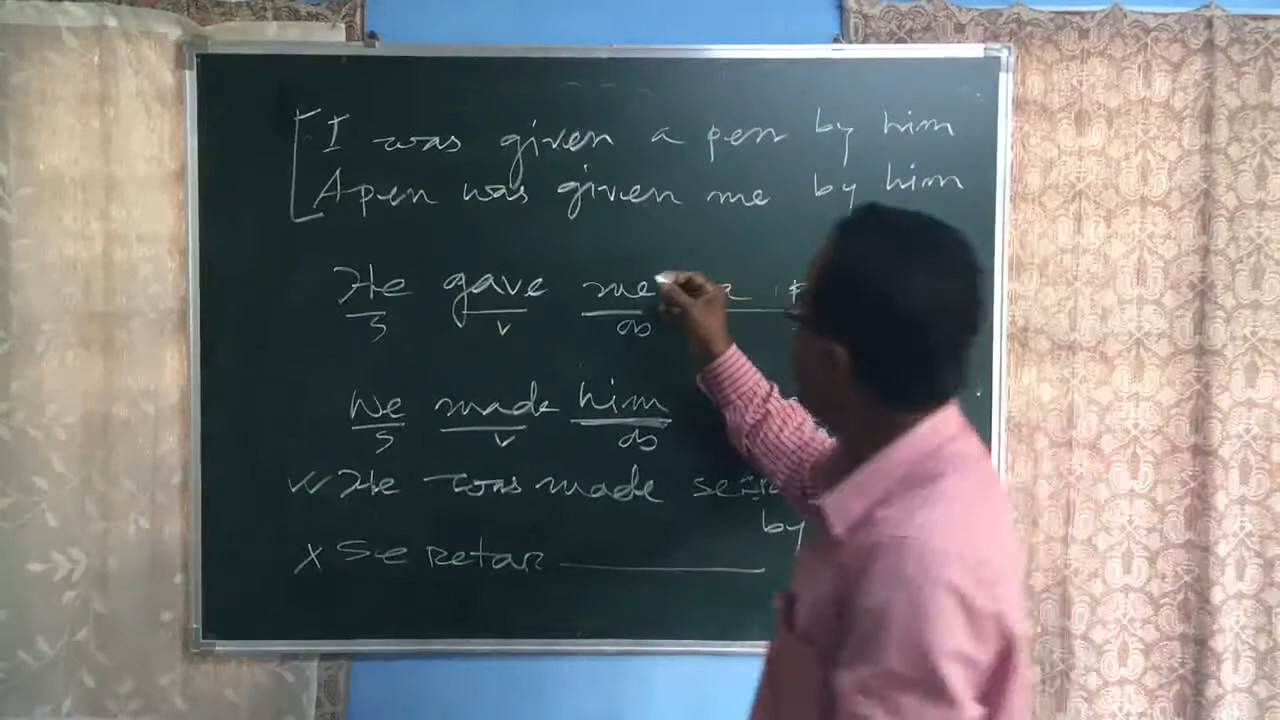 I was given a pen by him
A pen was given me by him
He gave me a
S V ob
We made him
S V ob
He was made
by
X Se Retar